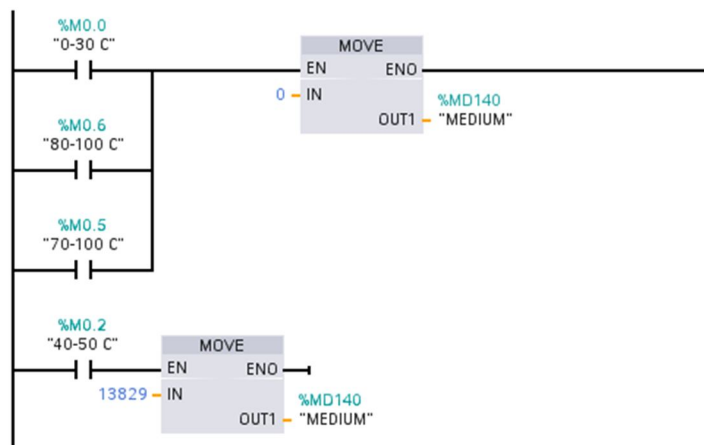 %M0.0
"0-30 C"
MOVE
EN
ENO
0
IN
%MD140
OUT1
"MEDIUM"
%M0.6
"80-100 C"
%M0.5
"70-100 C"
%M0.2
"40-50 C"
MOVE
EN
ENO
13829
IN
%MD140
OUT1
"MEDIUM"